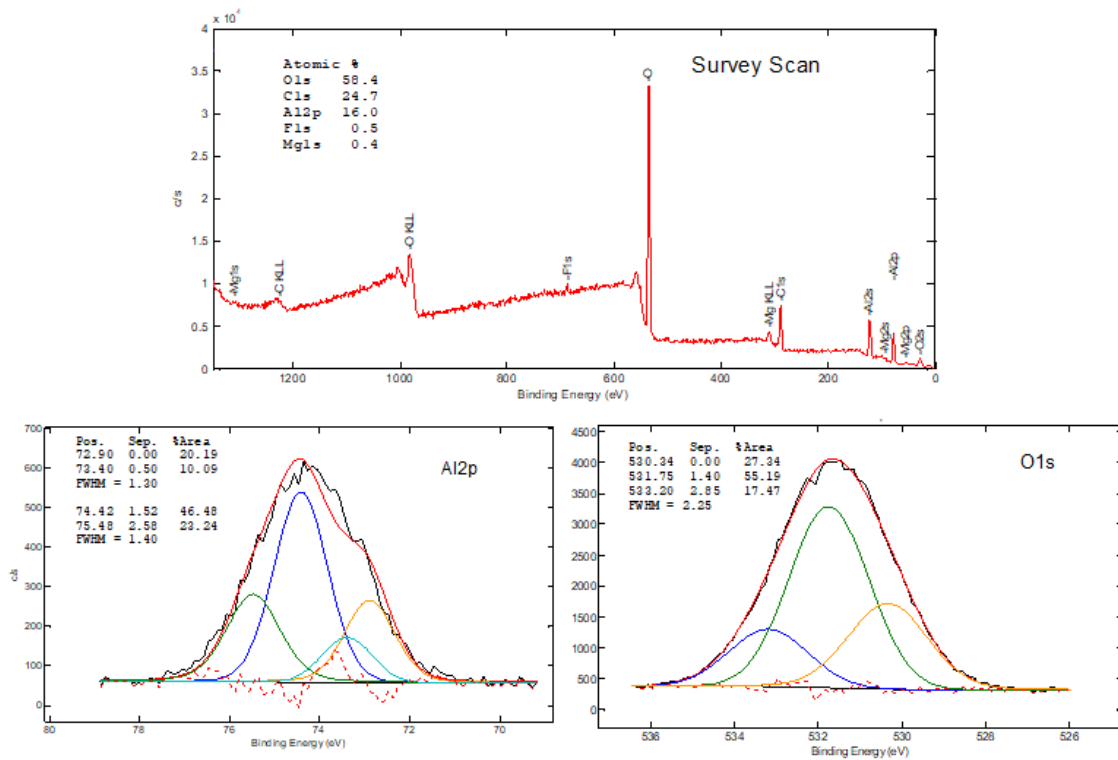 x 10⁴
Survey Scan
Atomic %
O1s 58.4
C1s 24.7
Al2p 16.0
F1s 0.5
Mg1s 0.4
4
3.5
3
2.5
2
1.5
1
0.5
0
c/s
-Mg1s
-C KLL
-O KLL
-F1s
O
-Mg KLL
-C1s
-Al2s
-Mg2s
-Al2p
-Mg2p
-O2s
1200 1000 800 600 400 200 0
Binding Energy (eV)
Al2p
Pos. Sep. %Area
72.90 0.00 20.19
73.40 0.50 10.09
FWHM = 1.30
74.42 1.52 46.48
75.48 2.58 23.24
FWHM = 1.40
700
600
500
400
300
200
100
0
c/s
80 78 76 74 72 70
Binding Energy (eV)
O1s
Pos. Sep. %Area
530.34 0.00 27.34
531.75 1.40 55.19
533.20 2.85 17.47
FWHM = 2.25
4500
4000
3500
3000
2500
2000
1500
1000
500
0
536 534 532 530 528 526
Binding Energy (eV)